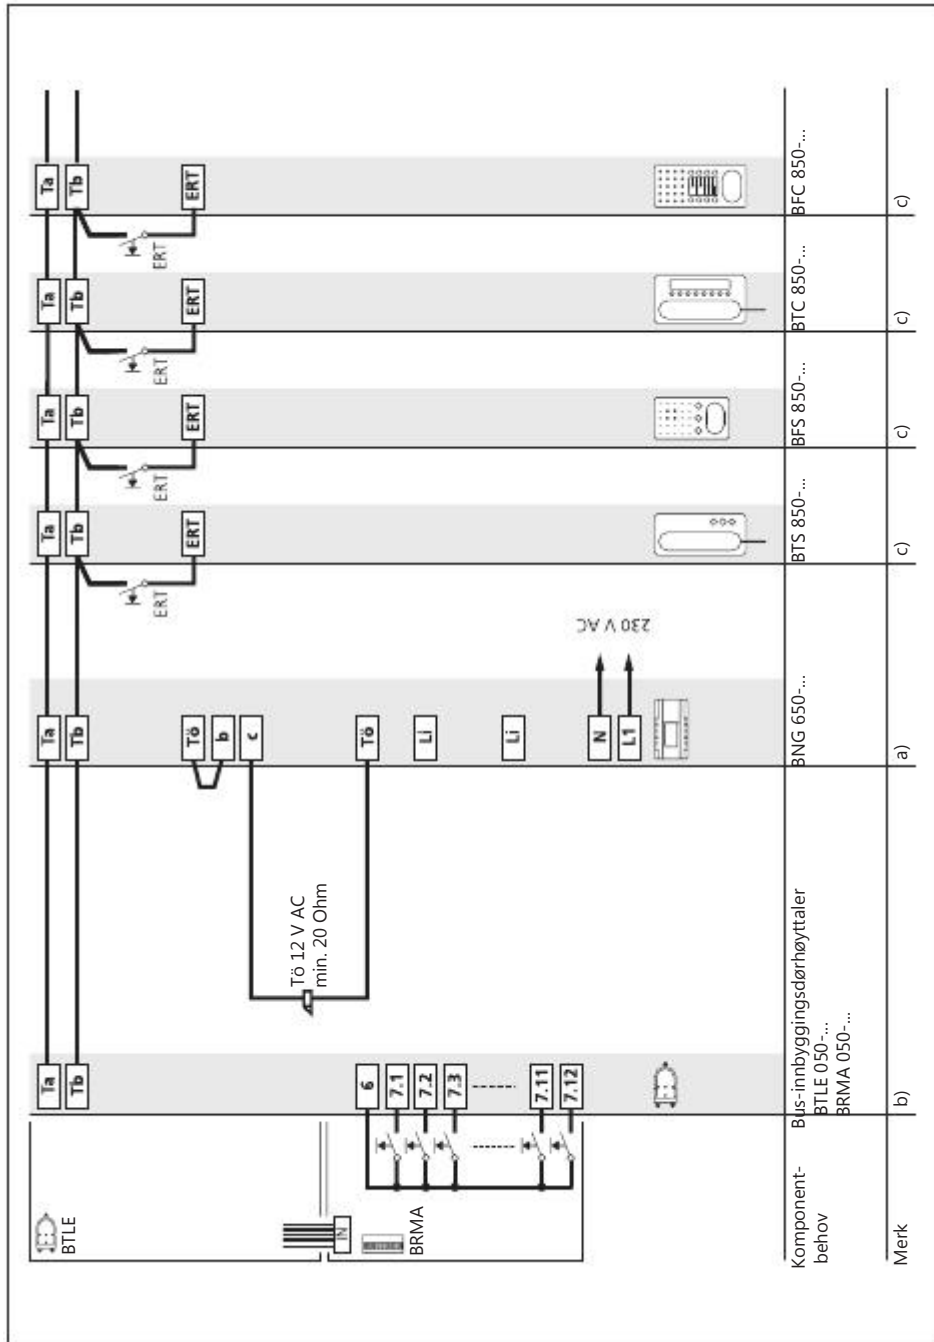 BTLE
IN
BRMA
Ta
Tb
6
7.1
7.2
7.3
7.11
7.12
Tö 12 V AC
min. 20 Ohm
Ta
Tb
Tö
b
c
Tö
Li
Li
N
L1
230 V AC
Ta
Tb
ERT
ERT
Ta
Tb
ERT
ERT
Ta
Tb
ERT
ERT
Ta
Tb
ERT
ERT
Komponent-
behov
Bus-innbyggingsdørhøyttaler
BTLE 050-...
BRMA 050-...
BNG 650-...
BTS 850-...
BFS 850-...
BTC 850-...
BFC 850-...
Merk
b)
a)
c)
c)
c)
c)